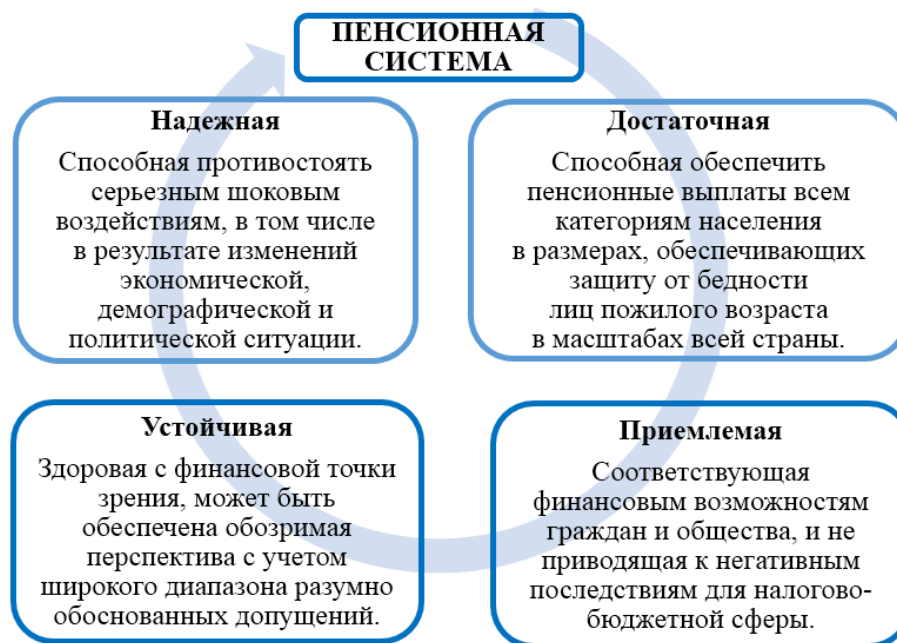 ПЕНСИОННАЯ
СИСТЕМА
Надежная
Способная противостоять
серьезным шоковым
воздействиям, в том числе
в результате изменений
экономической,
демографической и
политической ситуации.
Достаточная
Способная обеспечить
пенсионные выплаты всем
категориям населения
в размерах, обеспечивающих
защиту от бедности
лиц пожилого возраста
в масштабах всей страны.
Устойчивая
Здоровая с финансовой точки
зрения, может быть
обеспечена обозримая
перспектива с учетом
широкого диапазона разумно
обоснованных допущений.
Приемлемая
Соответствующая
финансовым возможностям
граждан и общества, и не
приводящая к негативным
последствиям для налогово-
бюджетной сферы.